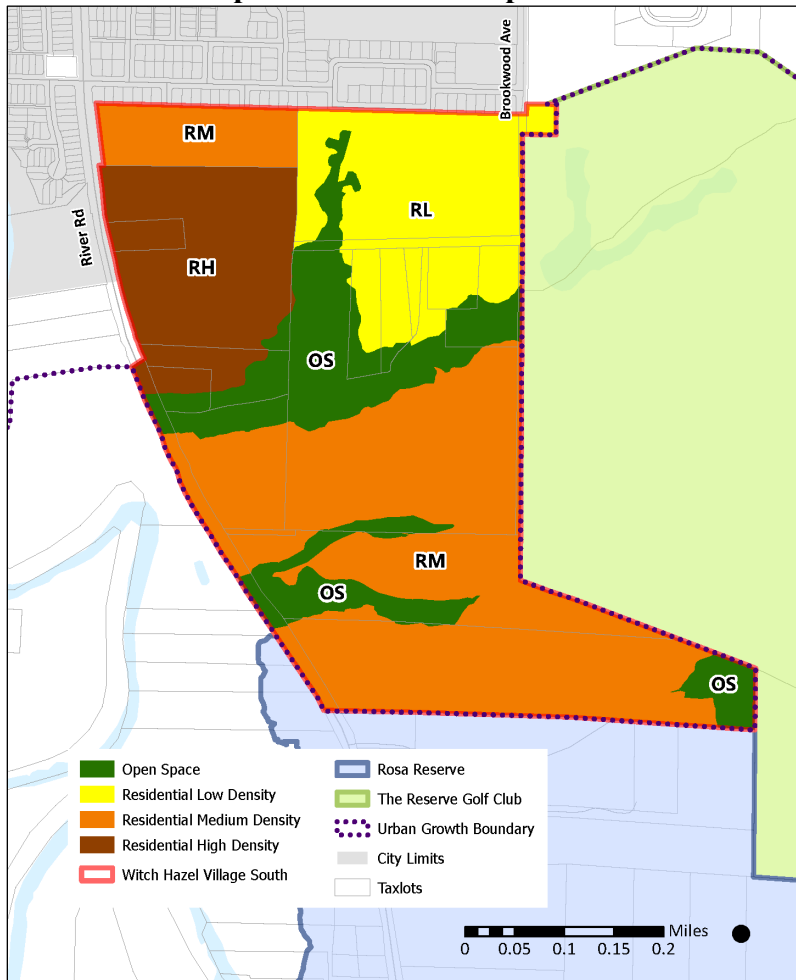 Brookwood Ave
RM
RL
River Rd
RH
OS
RM
OS
OS
Open Space
Residential Low Density
Residential Medium Density
Residential High Density
Witch Hazel Village South
Rosa Reserve
The Reserve Golf Club
Urban Growth Boundary
City Limits
Taxlots
Miles
0 0.05 0.1 0.15 0.2